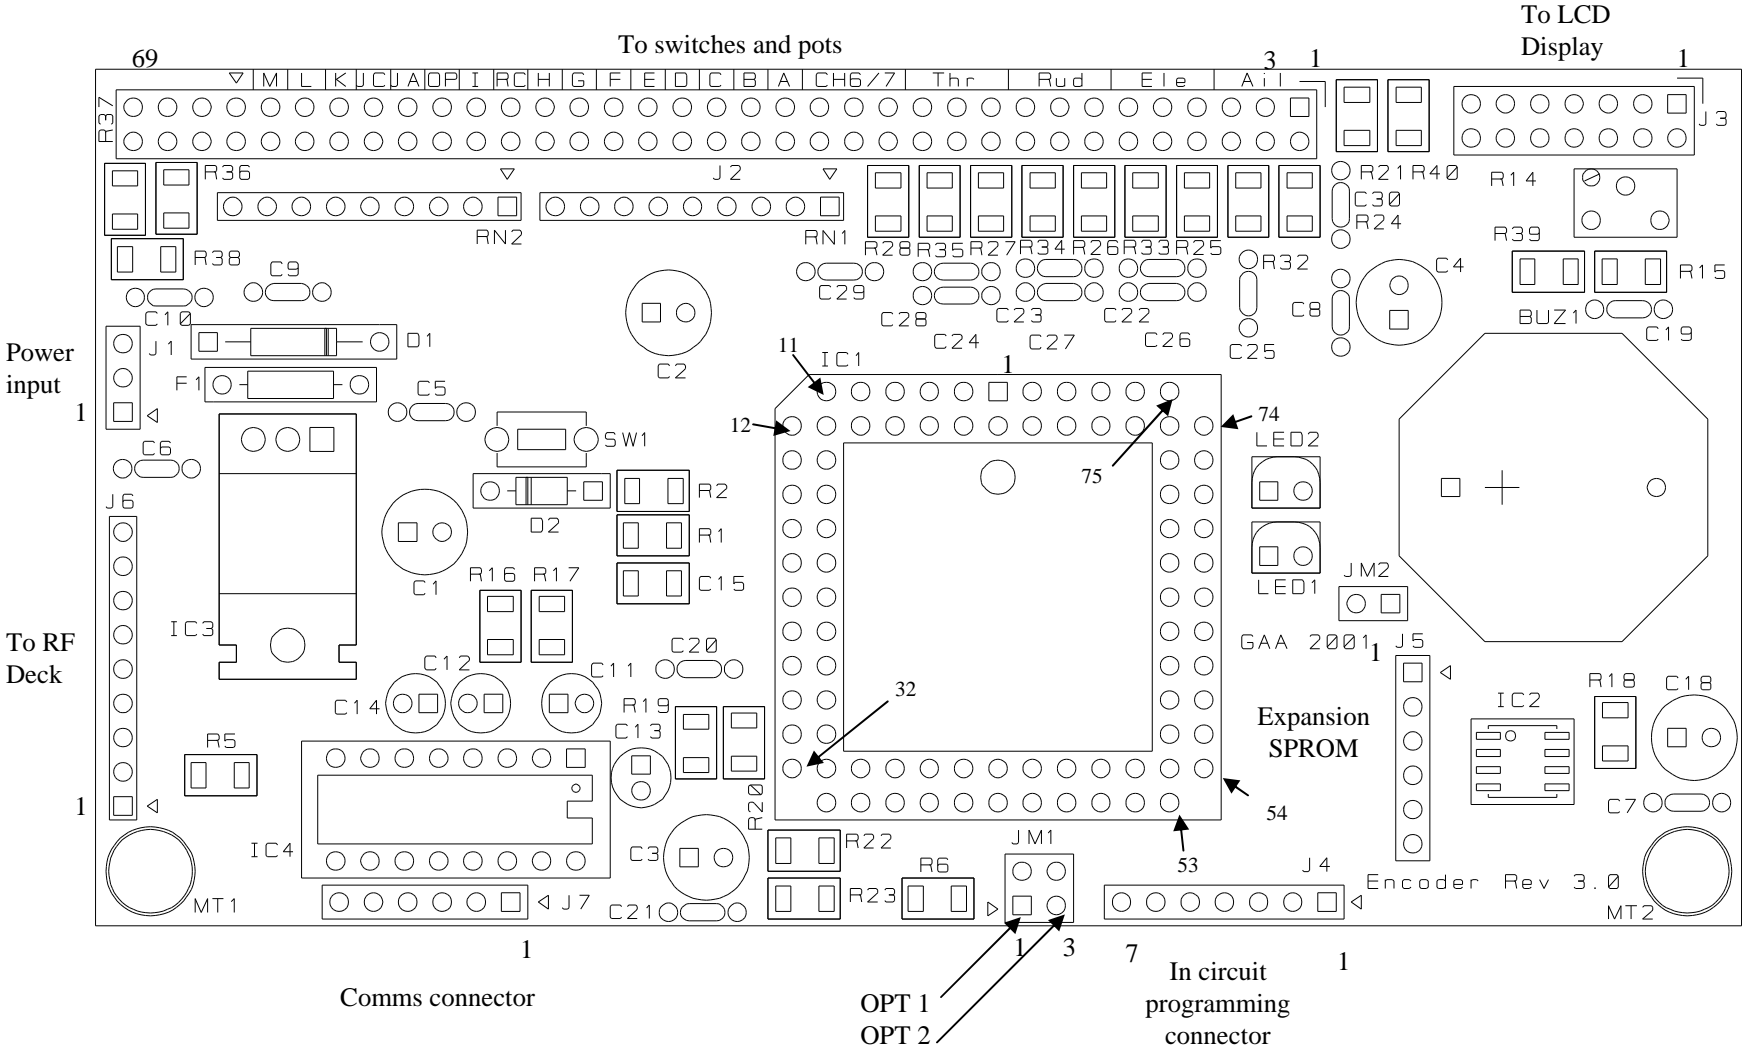 To LCD
Display
To switches and pots
69
3
1
1
M L K JC JA OP I RC H G F E D C B A CH6/7 Thr Rud Ele Ail
R37
J3
R36
J2
R21 R40
R14
C30
R24
RN2
RN1
R28 R35 R27 R34 R26 R33 R25
R39
R38
C9
R32
C4
R15
C29
C10
C28
C23
C22
C8
BUZ1
C19
J1
D1
C24
C27
C26
C25
Power
input
11
IC1
1
C2
F1
C5
1
12
74
SW1
LED2
C6
75
J6
R2
D2
R1
C1
R16 R17
C15
LED1
JM2
To RF
Deck
IC3
GAA 2001
1
J5
C20
C12
C11
32
R18
C18
C14
R19
C13
Expansion
SPROM
IC2
R5
1
R20
54
C7
IC4
C3
R22
JM1
53
R6
J4
Encoder Rev 3.0
MT1
J7
C21
R23
MT2
1
1
3
7
1
Comms connector
In circuit
programming
connector
OPT 1
OPT 2